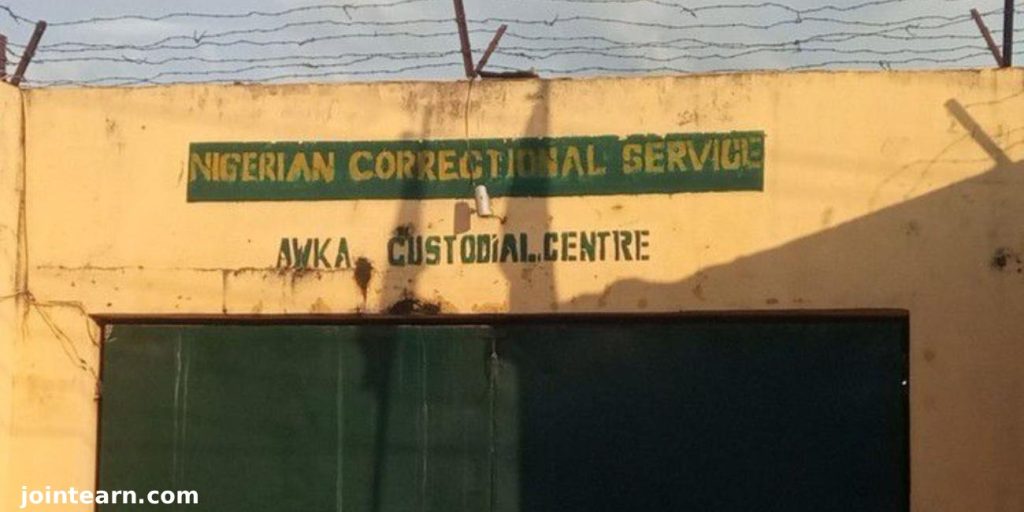 NIGERIAN CORRECTIONAL SERVICE
AWKA CUSTODIAL CENTRE
jointearn.com